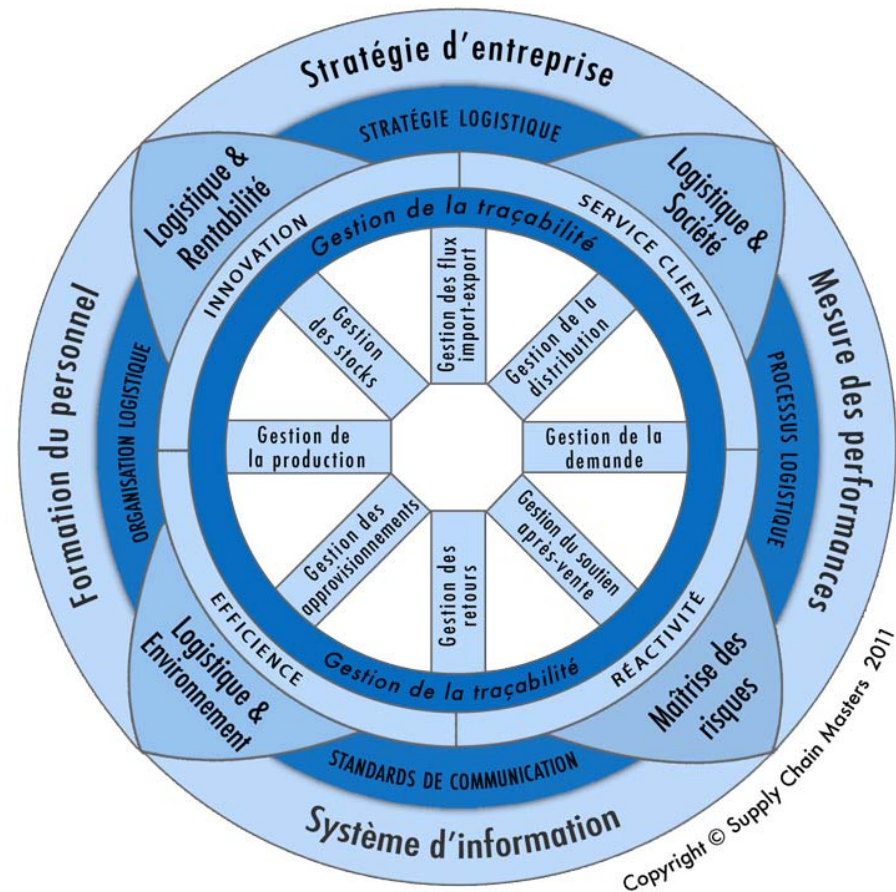 Stratégie d'entreprise
STRATÉGIE LOGISTIQUE
Logistique &
Rentabilité
Logistique &
Société
INNOVATION
SERVICE CLIENT
Gestion de la traçabilité
Gestion des flux
import-export
Gestion
des stocks
Gestion de la
distribution
Formation du personnel
ORGANISATION LOGISTIQUE
Gestion de
la production
Gestion de la
demande
PROCESSUS LOGISTIQUE
Mesure des performances
Gestion des
approvisionnements
Gestion des
retours
Gestion du soutien
après-vente
Gestion de la traçabilité
EFFICIENCE
RÉACTIVITÉ
Logistique &
Environnement
Maîtrise des
risques
STANDARDS DE COMMUNICATION
Système d'information
Copyright © Supply Chain Masters 2011